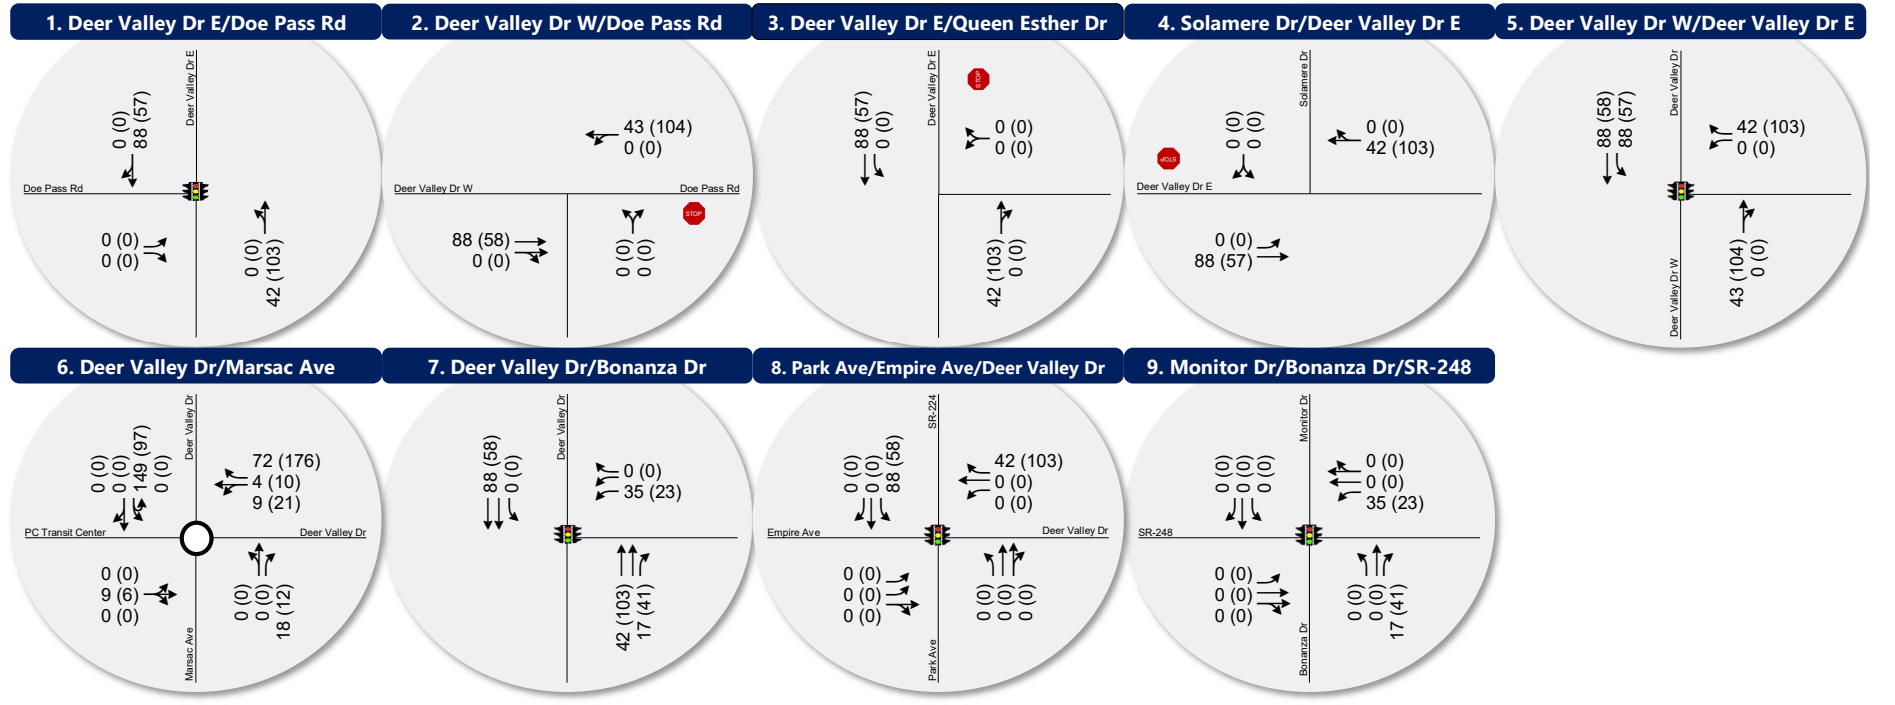 1. Deer Valley Dr E/Doe Pass Rd
Deer Valley Dr E
0 (0)
88 (57)
Doe Pass Rd
0 (0)
0 (0)
0 (0)
42 (103)
2. Deer Valley Dr W/Doe Pass Rd
43 (104)
0 (0)
Deer Valley Dr W
Doe Pass Rd
STOP
88 (58)
0 (0)
0 (0)
0 (0)
3. Deer Valley Dr E/Queen Esther Dr
Deer Valley Dr E
STOP
88 (57)
0 (0)
0 (0)
0 (0)
42 (103)
0 (0)
4. Solamere Dr/Deer Valley Dr E
Solamere Dr
0 (0)
0 (0)
0 (0)
42 (103)
STOP
Deer Valley Dr E
0 (0)
88 (57)
5. Deer Valley Dr W/Deer Valley Dr E
Deer Valley Dr
88 (58)
88 (57)
42 (103)
0 (0)
Deer Valley Dr W
43 (104)
0 (0)
6. Deer Valley Dr/Marsac Ave
Deer Valley Dr
0 (0)
0 (0)
149 (97)
0 (0)
72 (176)
4 (10)
9 (21)
PC Transit Center
Deer Valley Dr
0 (0)
9 (6)
0 (0)
0 (0)
0 (0)
18 (12)
Marsac Ave
7. Deer Valley Dr/Bonanza Dr
Deer Valley Dr
88 (58)
0 (0)
0 (0)
35 (23)
42 (103)
17 (41)
8. Park Ave/Empire Ave/Deer Valley Dr
SR-224
0 (0)
0 (0)
88 (58)
42 (103)
0 (0)
0 (0)
Empire Ave
Deer Valley Dr
0 (0)
0 (0)
0 (0)
0 (0)
0 (0)
0 (0)
Park Ave
9. Monitor Dr/Bonanza Dr/SR-248
Monitor Dr
0 (0)
0 (0)
0 (0)
0 (0)
0 (0)
35 (23)
SR-248
0 (0)
0 (0)
0 (0)
0 (0)
0 (0)
17 (41)
Bonanza Dr